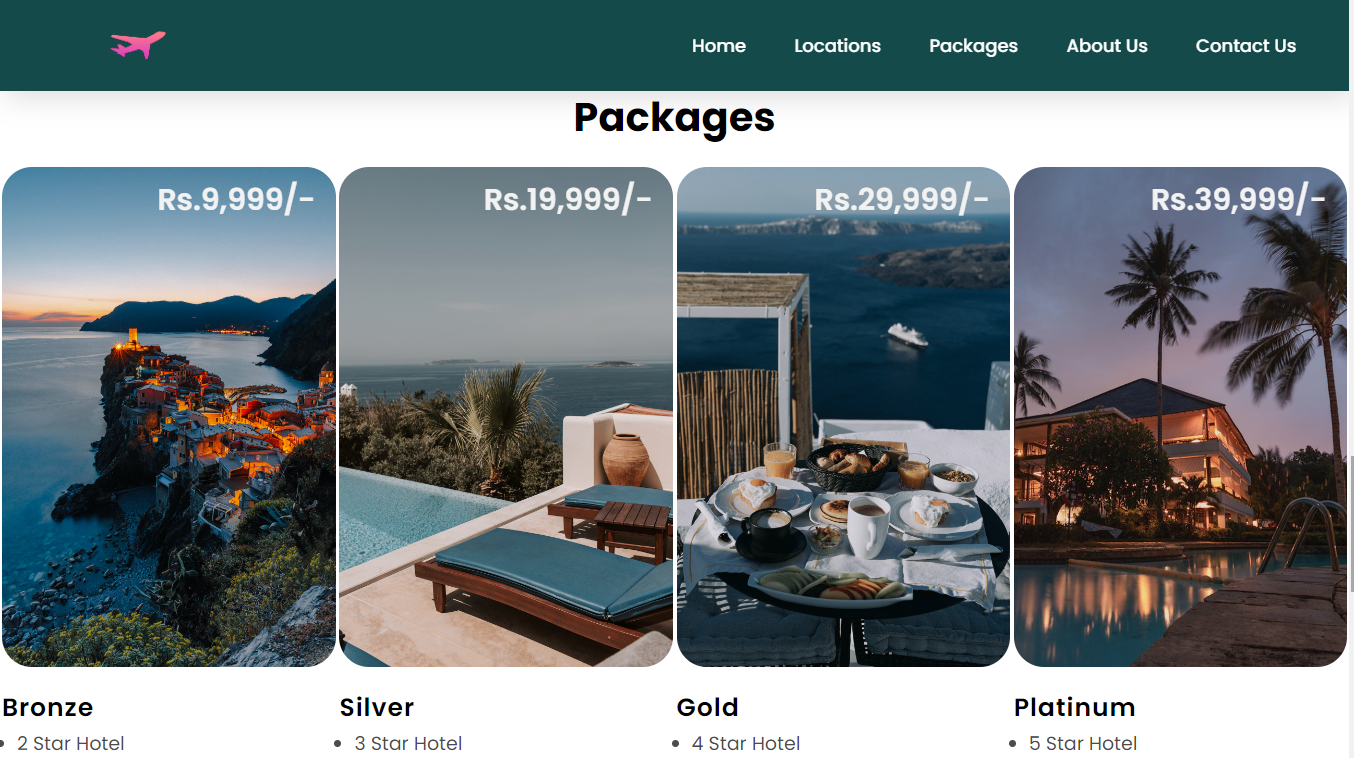 Home Locations Packages About Us Contact Us
Packages
Rs.9,999/-
Rs.19,999/-
Rs.29,999/-
Rs.39,999/-
Bronze
• 2 Star Hotel
Silver
• 3 Star Hotel
Gold
• 4 Star Hotel
Platinum
• 5 Star Hotel